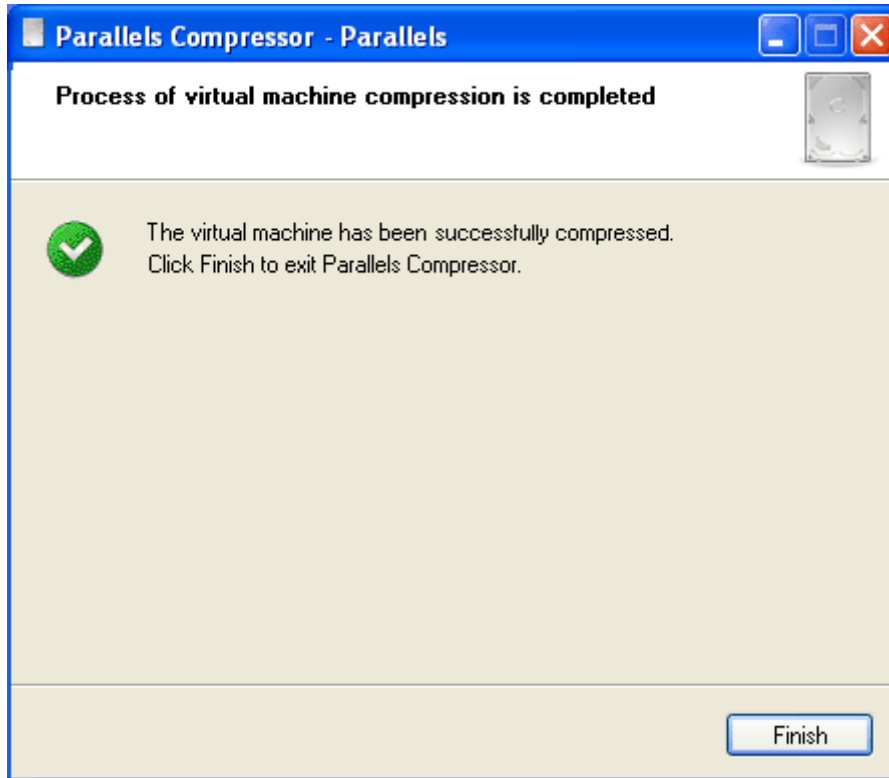 Parallels Compressor - Parallels
Process of virtual machine compression is completed
The virtual machine has been successfully compressed.
Click Finish to exit Parallels Compressor.
Finish